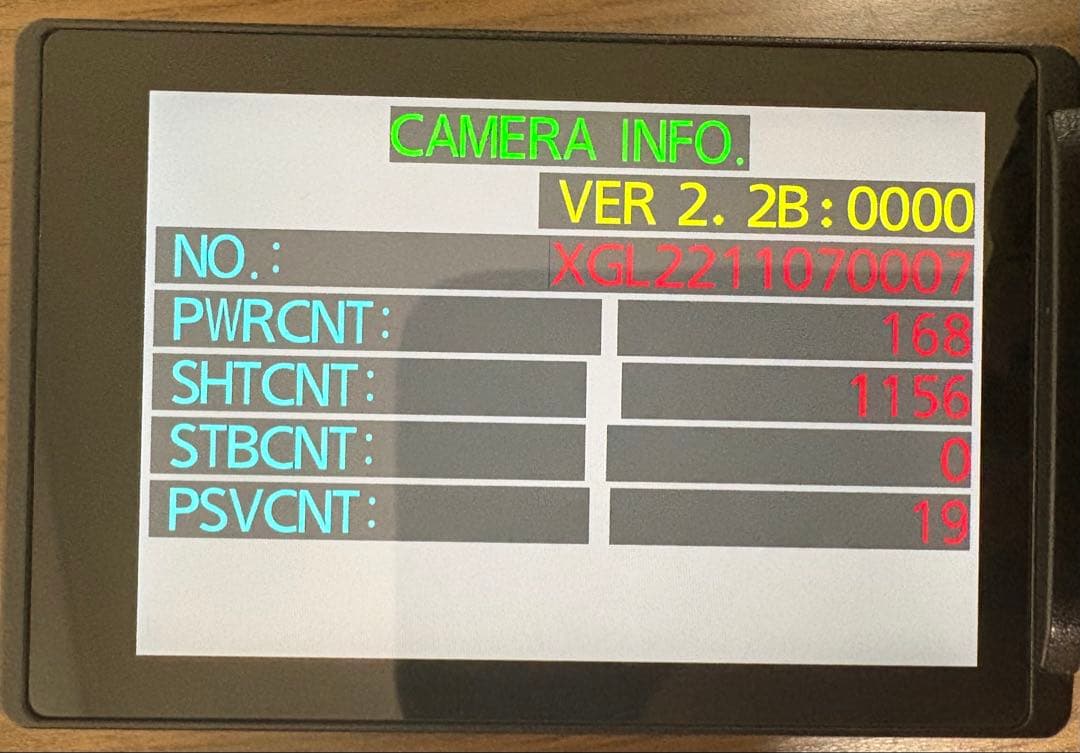 CAMERA INFO.
VER 2. 2B:0000
NO.: XGL2211070007
PWRCNT: 168
SHTCNT: 1156
STBCNT: 0
PSVCNT: 19